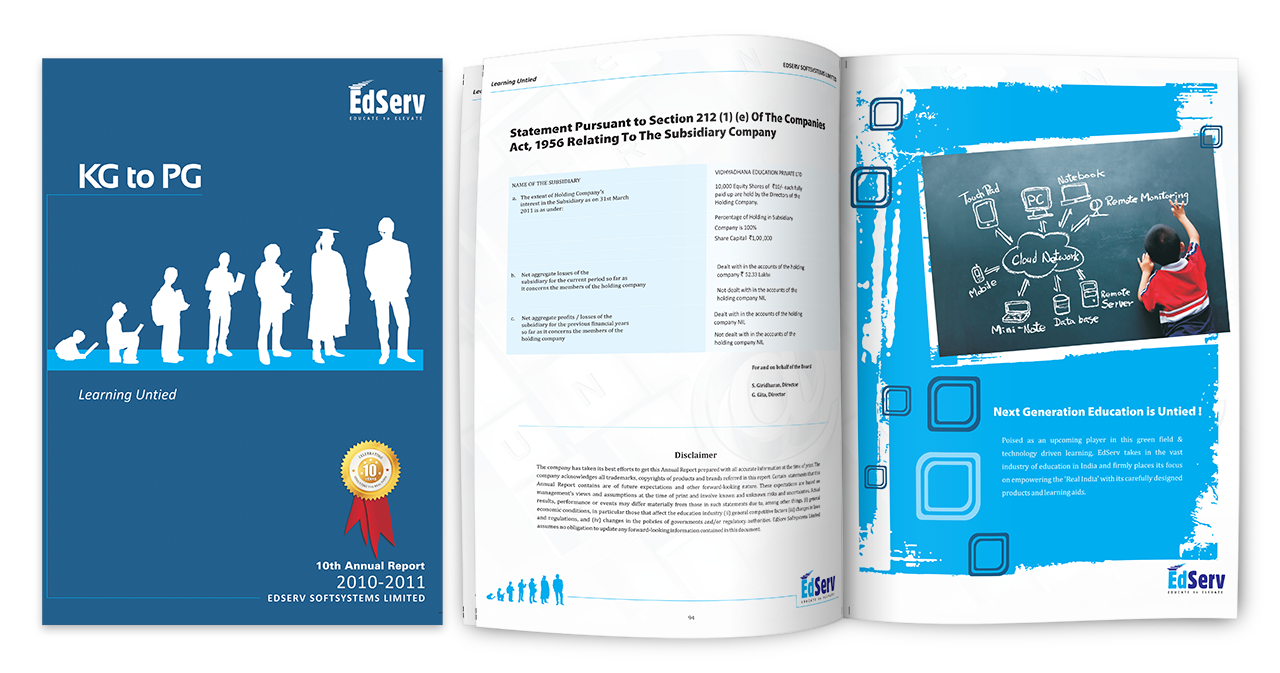 EdServ
EDUCATE to ELEVATE
KG to PG
Learning Untied
CELEBRATING
10
YEARS
10th Annual Report
2010-2011
EDSERV SOFTSYSTEMS LIMITED
Learning Untied
EDSERV SOFTSYSTEMS LIMITED
Statement Pursuant to Section 212 (1) (e) Of The Companies
Act, 1956 Relating To The Subsidiary Company
NAME OF THE SUBSIDIARY
VIDHYADHANA EDUCATION PRIVATE LTD
a. The extent of Holding Company's
interest in the Subsidiary as on 31st March
2011 is as under:
10,000 Equity Shares of ₹10/- each fully
paid up are held by the Directors of the
Holding Company.
Percentage of Holding in Subsidiary
Company is 100%
Share Capital ₹1,00,000
b. Net aggregate losses of the
subsidiary for the current period so far as
it concerns the members of the holding company
Dealt with in the accounts of the holding
company ₹ 52.33 Lakhs
Not dealt with in the accounts of the
holding company NIL
c. Net aggregate profits / losses of the
subsidiary for the previous financial years
so far as it concerns the members of the
holding company
Dealt with in the accounts of the holding
company NIL
Not dealt with in the accounts of the
holding company NIL
For and on behalf of the Board
S. Giridharan, Director
G. Gita, Director
Disclaimer
The company has taken its best efforts to get this Annual Report prepared with all accurate information at the time of print. The
company acknowledges all trademarks, copyrights of products and brands referred in this report. Certain statements that this
Annual Report contains are of future expectations and other forward-looking nature. These expectations are based on
management's views and assumptions at the time of print and involve known and unknown risks and uncertainties. Actual
results, performance or events may differ materially from those in such statements due to, among other things, (i) general
economic conditions, in particular those that affect the education industry (ii) general competitive factors (iii) changes in laws
and regulations, and (iv) changes in the policies of governments and/or regulatory authorities. EdServ Softsystems Limited
assumes no obligation to update any forward-looking information contained in this document.
EdServ
EDUCATE to ELEVATE
94
TouchPad
PC
Notebook
Remote Monitoring
Cloud Network
Mobile
Mini-Note
Data base
Remote
Server
Next Generation Education is Untied !
Poised as an upcoming player in this green field &
technology driven learning. EdServ takes in the vast
industry of education in India and firmly places its focus
on empowering the 'Real India' with its carefully designed
products and learning aids.
EdServ
EDUCATE to ELEVATE